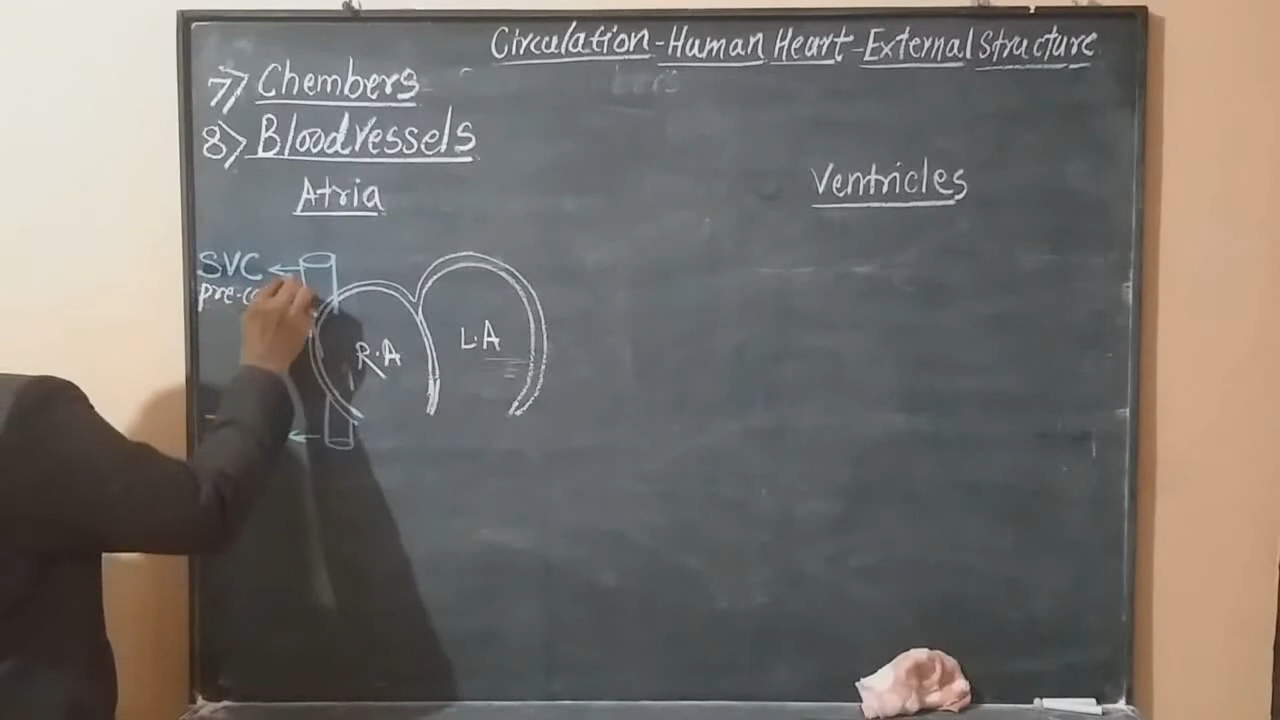 Circulation-Human Heart-External Structure
7> Chembers
8> Bloodvessels
Atria
Ventricles
SVC
R.A
L.A